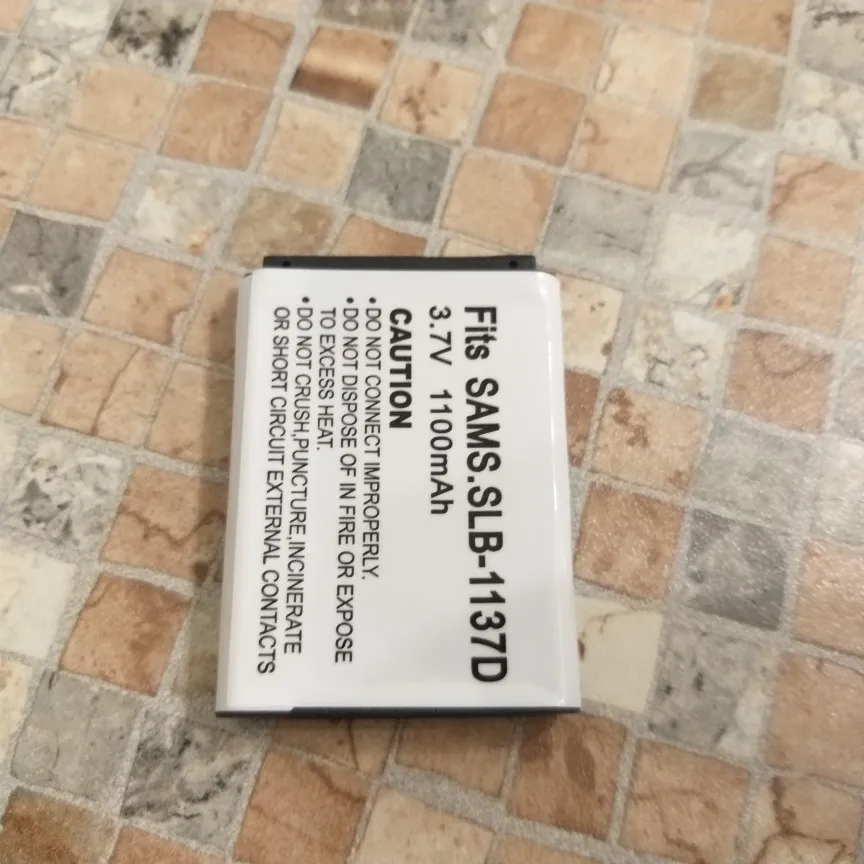 Fits SAMS.SLB-1137D
3.7V 1100mAh
CAUTION
•DO NOT CONNECT IMPROPERLY.
•DO NOT DISPOSE OF IN FIRE OR EXPOSE
TO EXCESS HEAT.
•DO NOT CRUSH,PUNCTURE,INCINERATE
OR SHORT CIRCUIT EXTERNAL CONTACTS